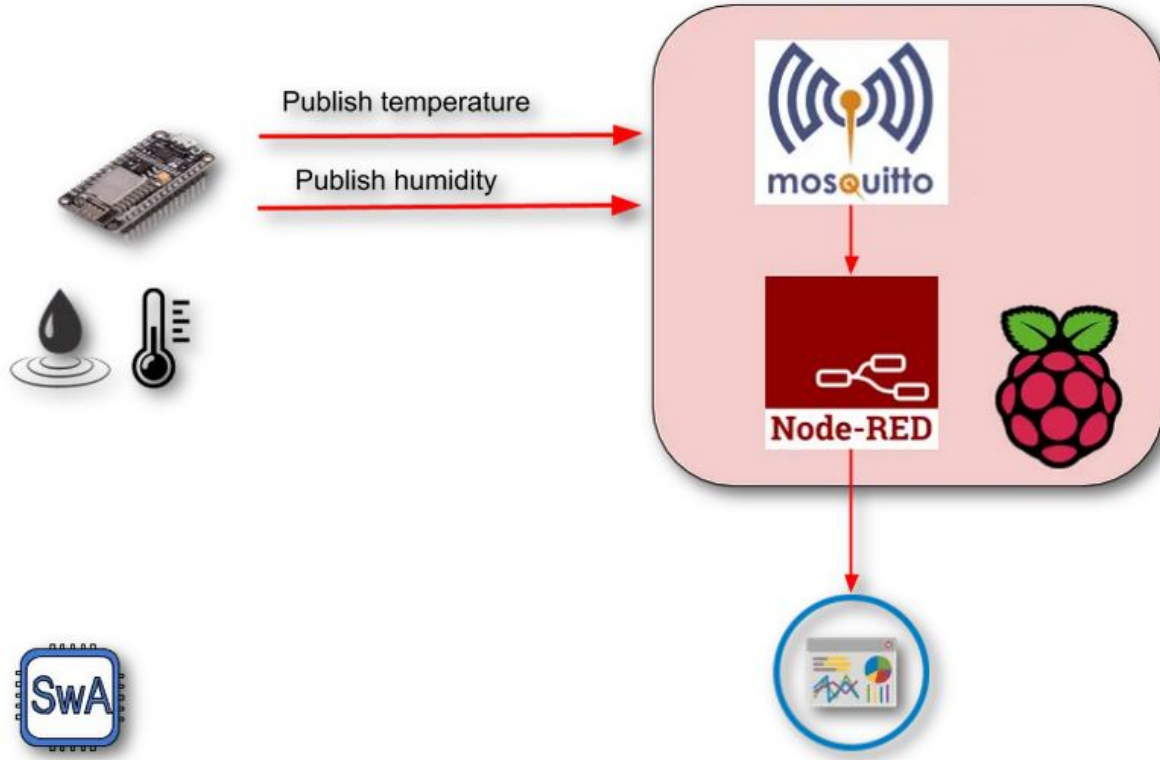 Publish temperature
Publish humidity
mosquitto
Node-RED
SwA